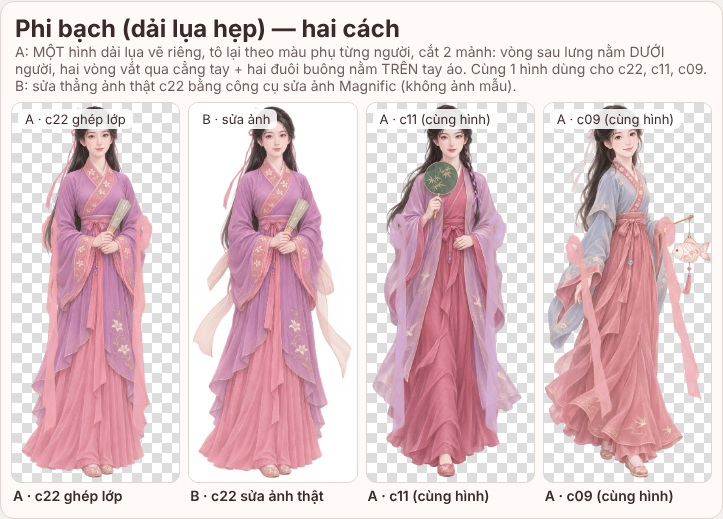 Phi bạch (dải lụa hẹp) — hai cách
A: MỘT hình dải lụa vẽ riêng, tô lại theo màu phụ từng người, cắt 2 mảnh: vòng sau lưng nằm DƯỚI
người, hai vòng vắt qua cẳng tay + hai đuôi buông nằm TRÊN tay áo. Cùng 1 hình dùng cho c22, c11, c09.
B: sửa thẳng ảnh thật c22 bằng công cụ sửa ảnh Magnific (không ảnh mẫu).
A · c22 ghép lớp
B · sửa ảnh
A · c11 (cùng hình)
A · c09 (cùng hình)
A · c22 ghép lớp
B · c22 sửa ảnh thật
A · c11 (cùng hình)
A · c09 (cùng hình)